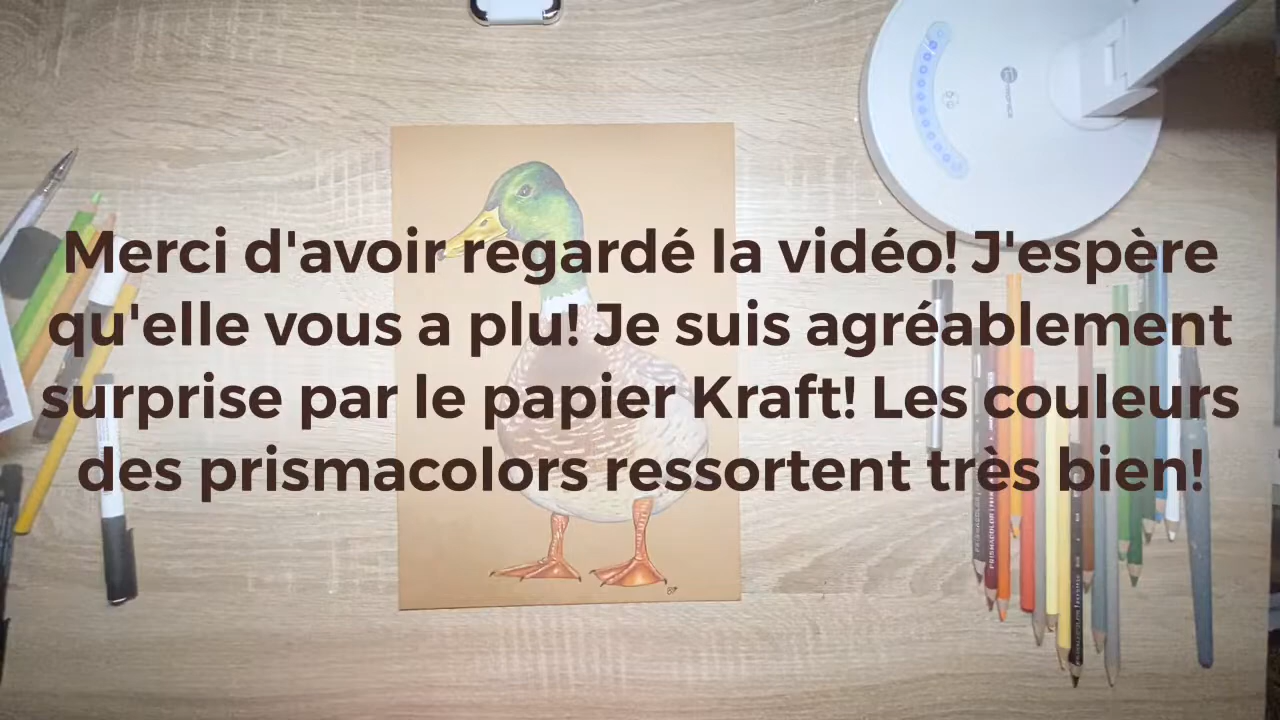 Merci d'avoir regardé la vidéo! J'espère
qu'elle vous a plu! Je suis agréablement
surprise par le papier Kraft! Les couleurs
des prismacolors ressortent très bien!